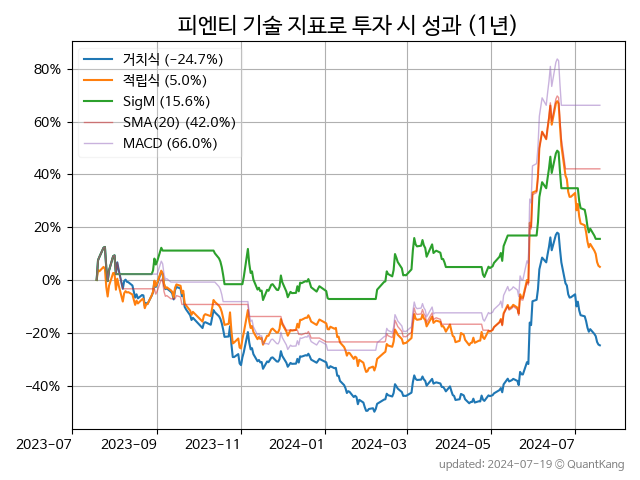 피엔티 기술 지표로 투자 시 성과 (1년)
거치식 (-24.7%)
적립식 (5.0%)
SigM (15.6%)
SMA(20) (42.0%)
MACD (66.0%)
80%
60%
40%
20%
0%
−20%
−40%
2023-07 2023-09 2023-11 2024-01 2024-03 2024-05 2024-07
updated: 2024-07-19 @ QuantKang